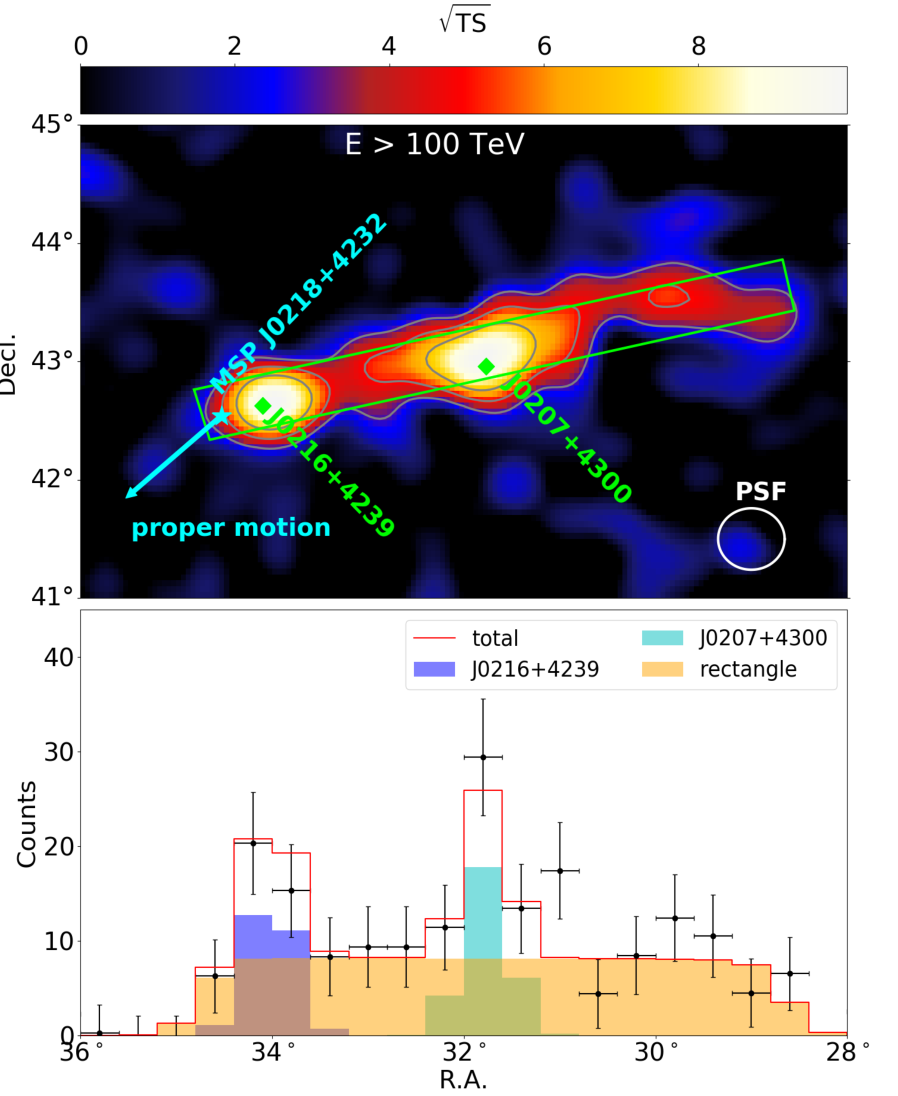 √TS
0 2 4 6 8
E > 100 TeV
45°
44°
43°
42°
41°
Decl.
MSP J0218+4232
J0216+4239
J0207+4300
proper motion
PSF
total
J0216+4239
J0207+4300
rectangle
Counts
40
30
20
10
0
36° 34° 32° 30° 28°
R.A.